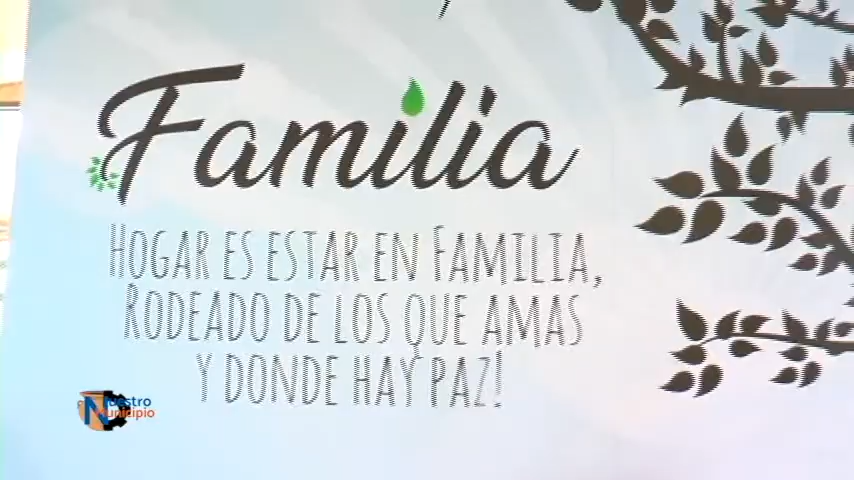 Familia
HOGAR ES ESTAR EN FAMILIA,
RODEADO DE LOS QUE AMAS
Y DONDE HAY PAZ!
Nuestro
Municipio